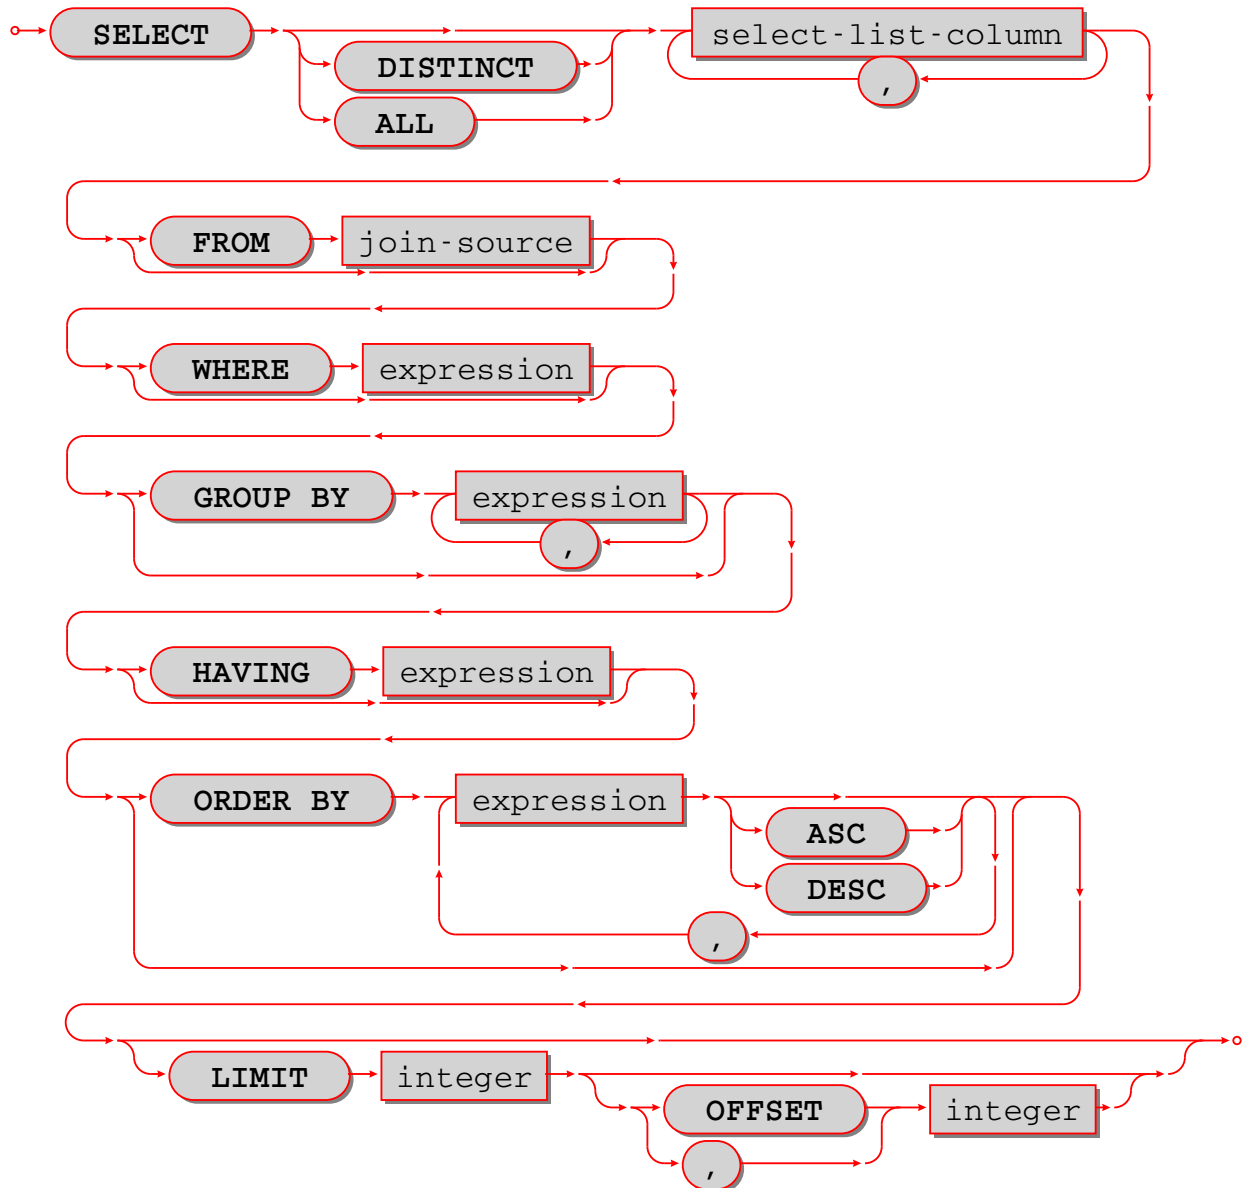 SELECT select-list-column
DISTINCT ,
ALL
FROM join-source
WHERE expression
GROUP BY expression
,
HAVING expression
ORDER BY expression
ASC
DESC
,
LIMIT integer
OFFSET integer
,